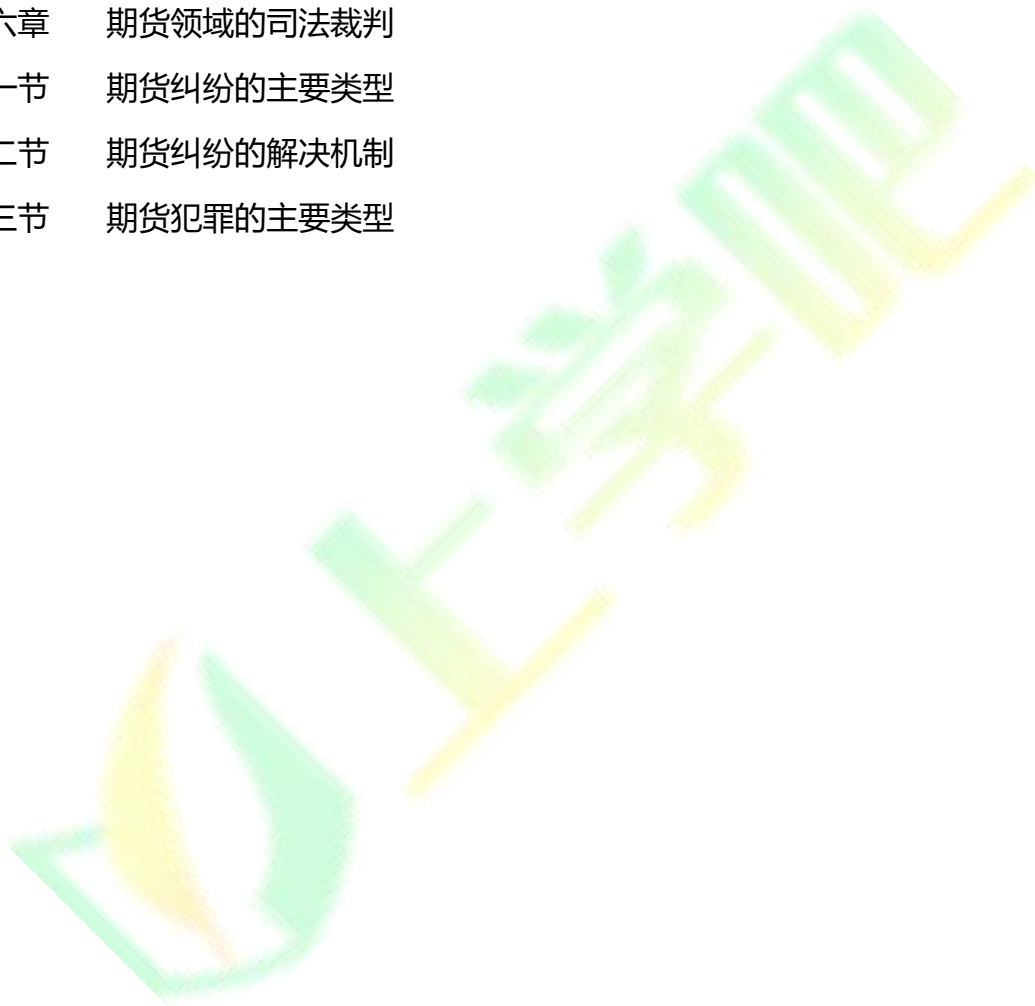 六章 期货领域的司法裁判
一节 期货纠纷的主要类型
二节 期货纠纷的解决机制
三节 期货犯罪的主要类型
上学吧